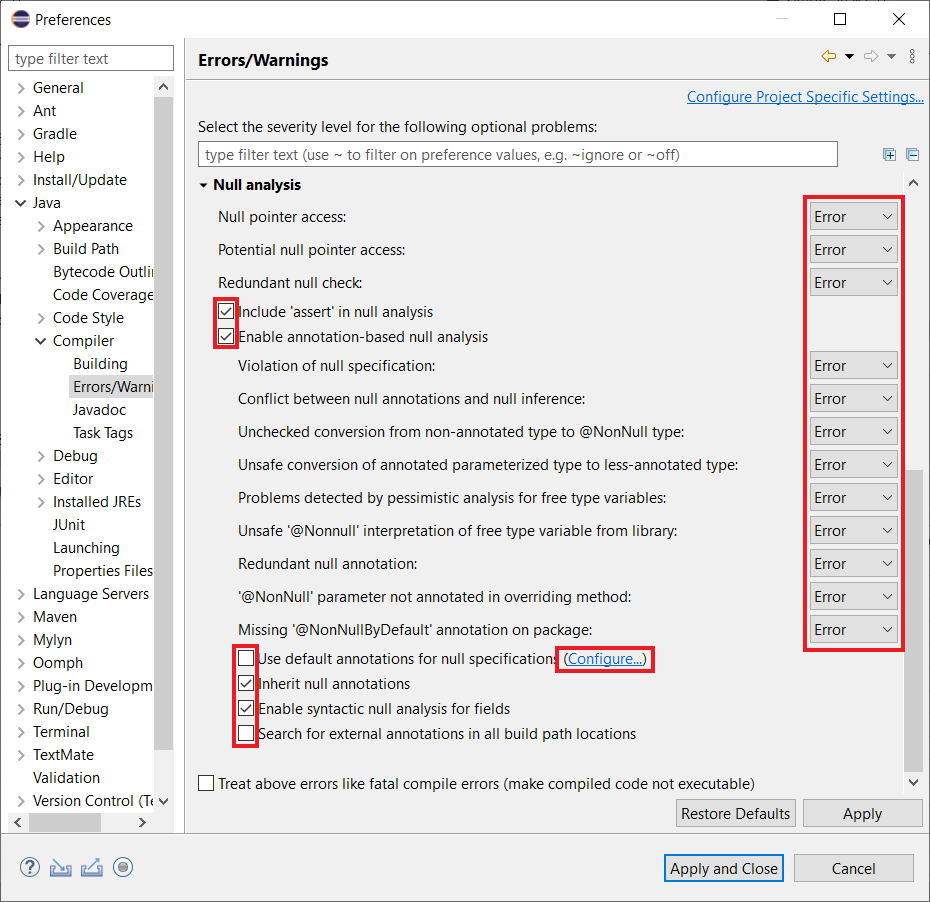 Preferences
type filter text
General
Ant
Gradle
Help
Install/Update
Java
Appearance
Build Path
Bytecode Outli
Code Coverage
Code Style
Compiler
Building
Errors/Warni
Javadoc
Task Tags
Debug
Editor
Installed JREs
JUnit
Launching
Properties Files
Language Servers
Maven
Mylyn
Oomph
Plug-in Developm
Run/Debug
Terminal
TextMate
Validation
Version Control (Te
Errors/Warnings
Configure Project Specific Settings...
Select the severity level for the following optional problems:
type filter text (use ~ to filter on preference values, e.g. ~ignore or ~off)
Null analysis
Null pointer access: Error
Potential null pointer access: Error
Redundant null check: Error
Include 'assert' in null analysis
Enable annotation-based null analysis
Violation of null specification: Error
Conflict between null annotations and null inference: Error
Unchecked conversion from non-annotated type to @NonNull type: Error
Unsafe conversion of annotated parameterized type to less-annotated type: Error
Problems detected by pessimistic analysis for free type variables: Error
Unsafe '@Nonnull' interpretation of free type variable from library: Error
Redundant null annotation: Error
'@NonNull' parameter not annotated in overriding method: Error
Missing '@NonNullByDefault' annotation on package: Error
Use default annotations for null specifications (Configure...)
Inherit null annotations
Enable syntactic null analysis for fields
Search for external annotations in all build path locations
Treat above errors like fatal compile errors (make compiled code not executable)
Restore Defaults Apply
Apply and Close Cancel